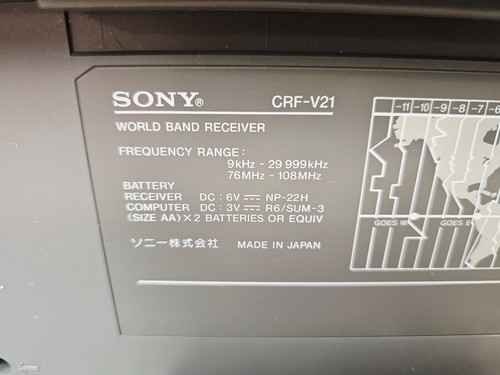 SONY® CRF-V21
WORLD BAND RECEIVER
FREQUENCY RANGE:
9kHz - 29 999kHz
76MHz - 108MHz
BATTERY
RECEIVER DC: 6V ⎓ NP-22H
COMPUTER DC: 3V ⎓ R6/SUM-3
(SIZE AA) × 2 BATTERIES OR EQUIV
ソニー株式会社 MADE IN JAPAN
-11 -10 -9 -8 -7 -6
GOES W GOES E